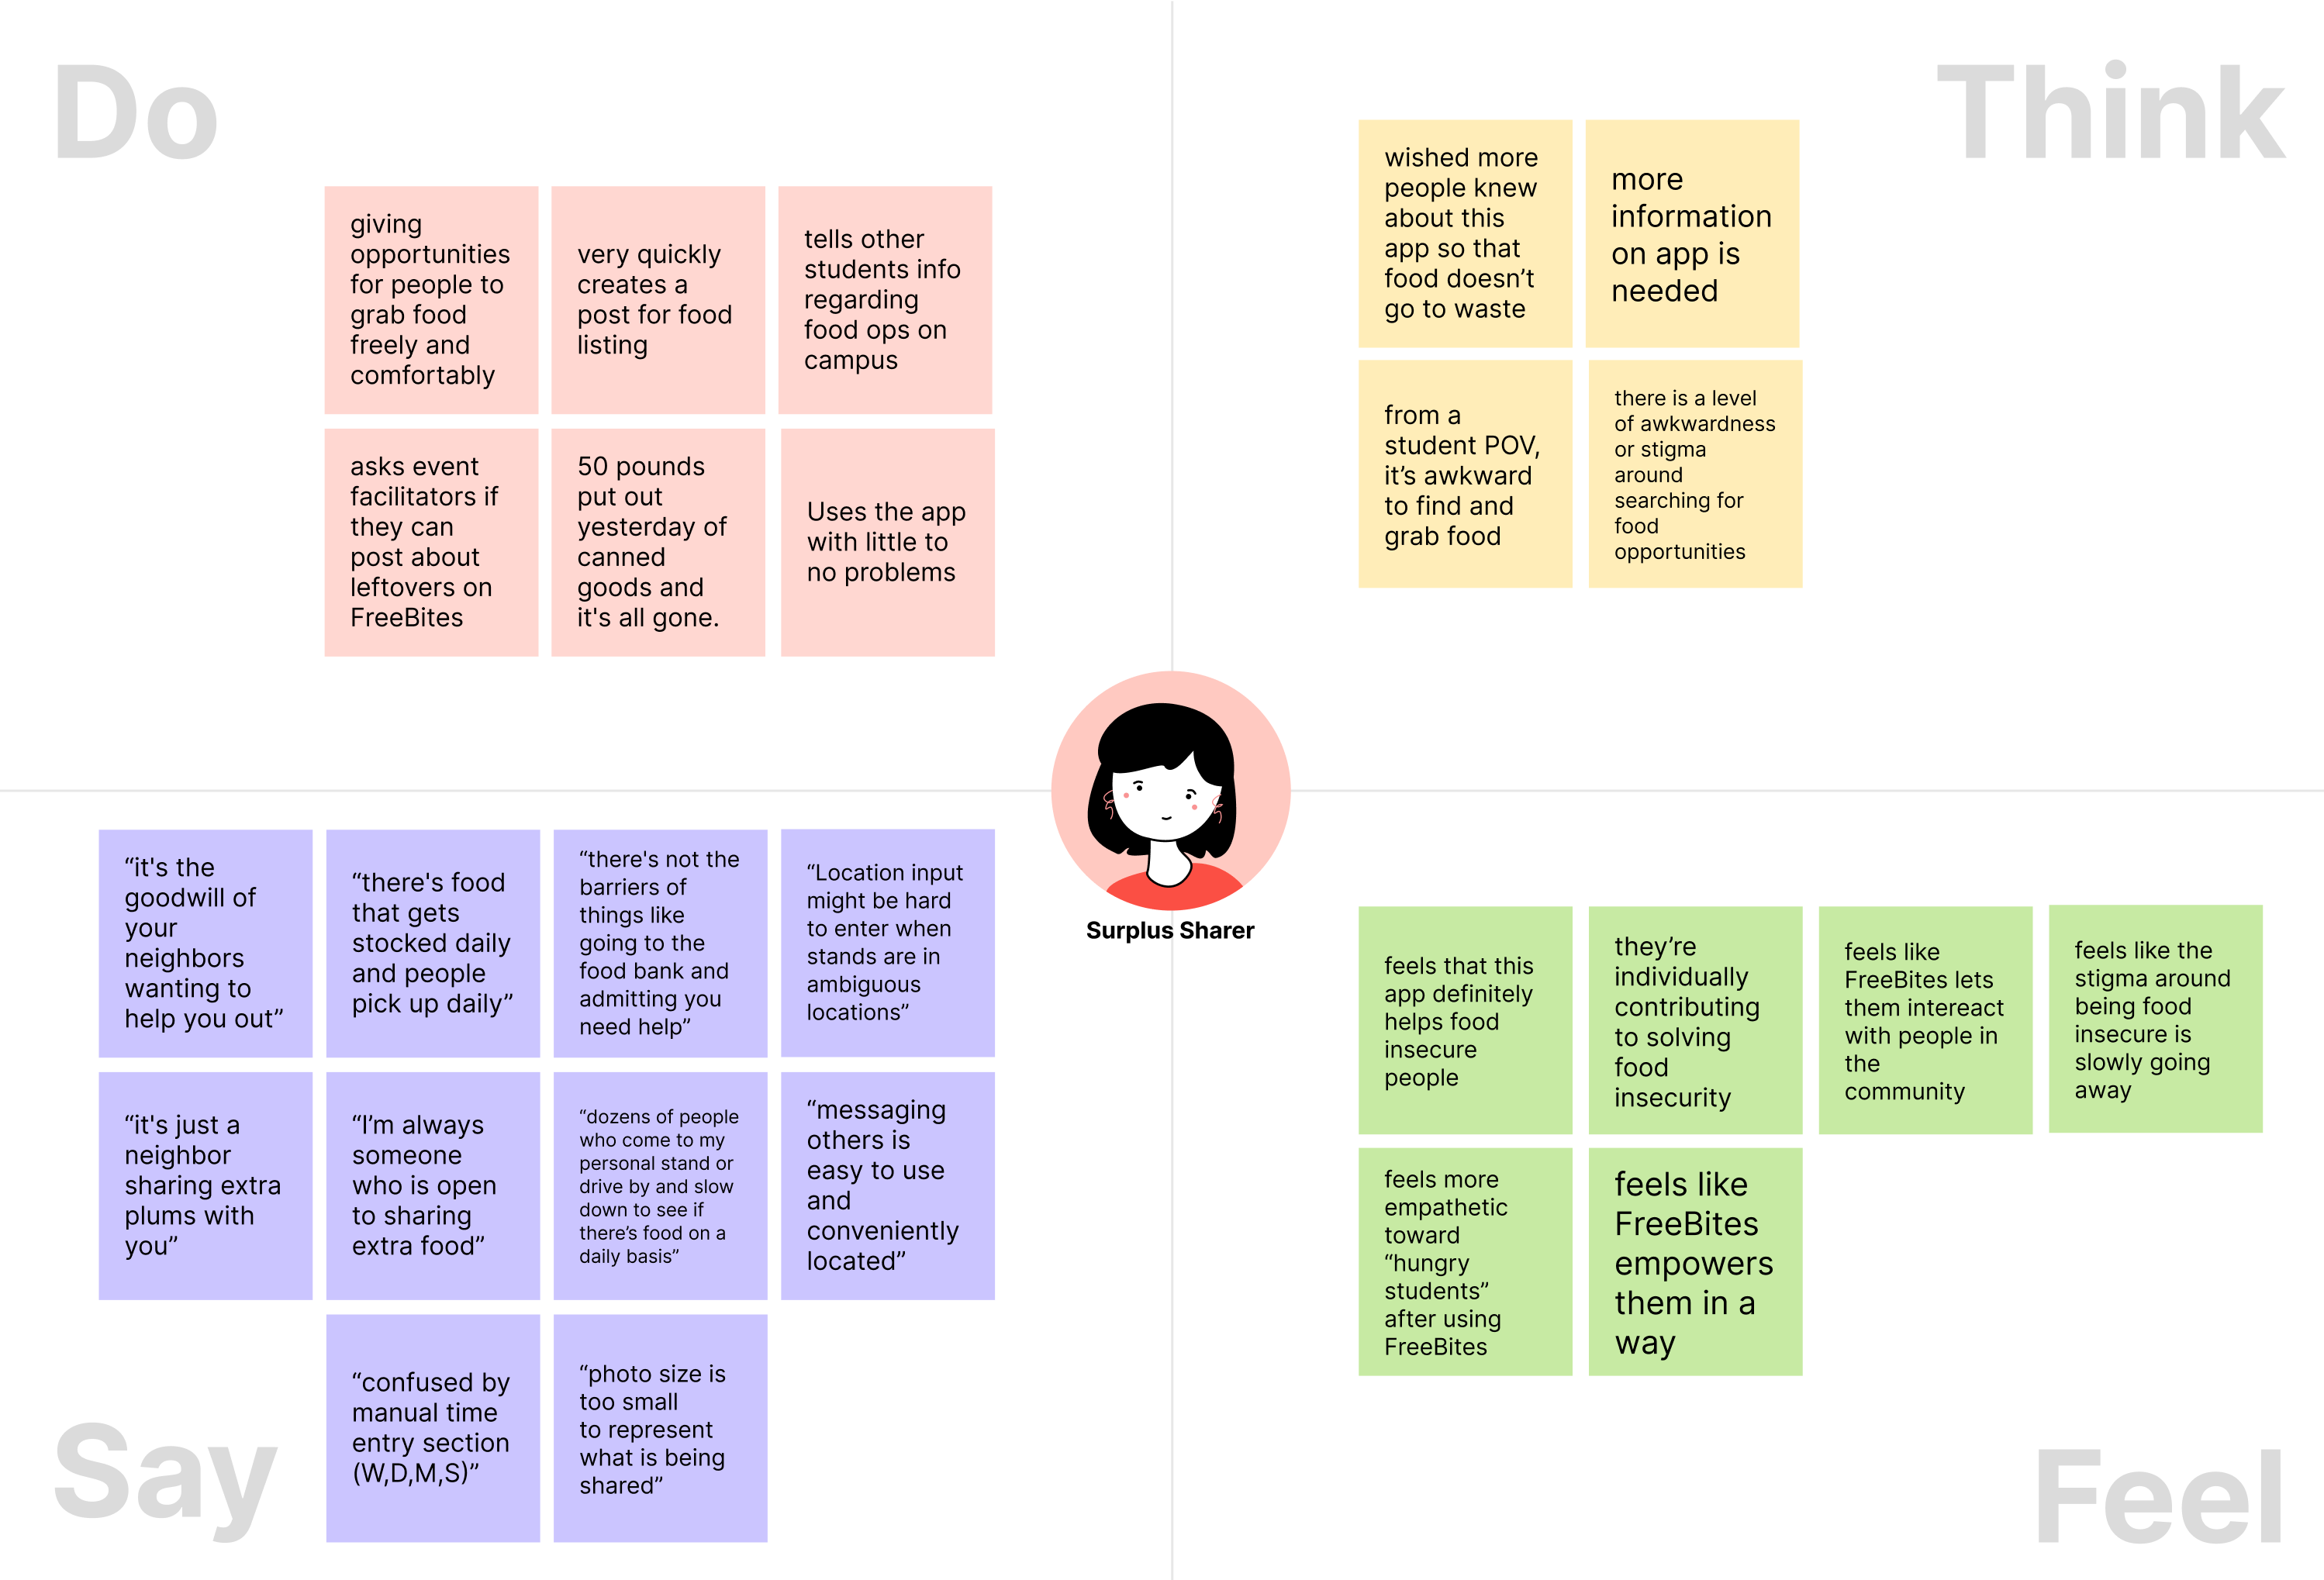 Do
giving
opportunities
for people to
grab food
freely and
comfortably
very quickly
creates a
post for food
listing
tells other
students info
regarding
food ops on
campus
asks event
facilitators if
they can
post about
leftovers on
FreeBites
50 pounds
put out
yesterday of
canned
goods and
it's all gone.
Uses the app
with little to
no problems
Think
wished more
people knew
about this
app so that
food doesn’t
go to waste
more
information
on app is
needed
from a
student POV,
it’s awkward
to find and
grab food
there is a level
of awkwardness
or stigma
around
searching for
food
opportunities
Surplus Sharer
“it's the
goodwill of
your
neighbors
wanting to
help you out”
“there's food
that gets
stocked daily
and people
pick up daily”
“there's not the
barriers of
things like
going to the
food bank and
admitting you
need help”
“Location input
might be hard
to enter when
stands are in
ambiguous
locations”
“it's just a
neighbor
sharing extra
plums with
you”
“I’m always
someone
who is open
to sharing
extra food”
“dozens of people
who come to my
personal stand or
drive by and slow
down to see if
there’s food on a
daily basis”
“messaging
others is
easy to use
and
conveniently
located”
“confused by
manual time
entry section
(W,D,M,S)”
“photo size is
too small
to represent
what is being
shared”
Say
feels that this
app definitely
helps food
insecure
people
they’re
individually
contributing
to solving
food
insecurity
feels like
FreeBites lets
them intereact
with people in
the
community
feels like the
stigma around
being food
insecure is
slowly going
away
feels more
empathetic
toward
“hungry
students”
after using
FreeBites
feels like
FreeBites
empowers
them in a
way
Feel